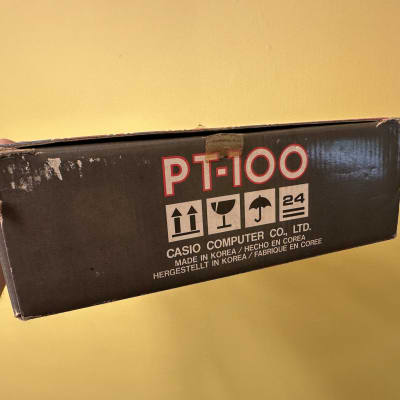 PT-100
24
CASIO COMPUTER CO., LTD.
MADE IN KOREA / HECHO EN COREA
HERGESTELLT IN KOREA / FABRIQUE EN COREE